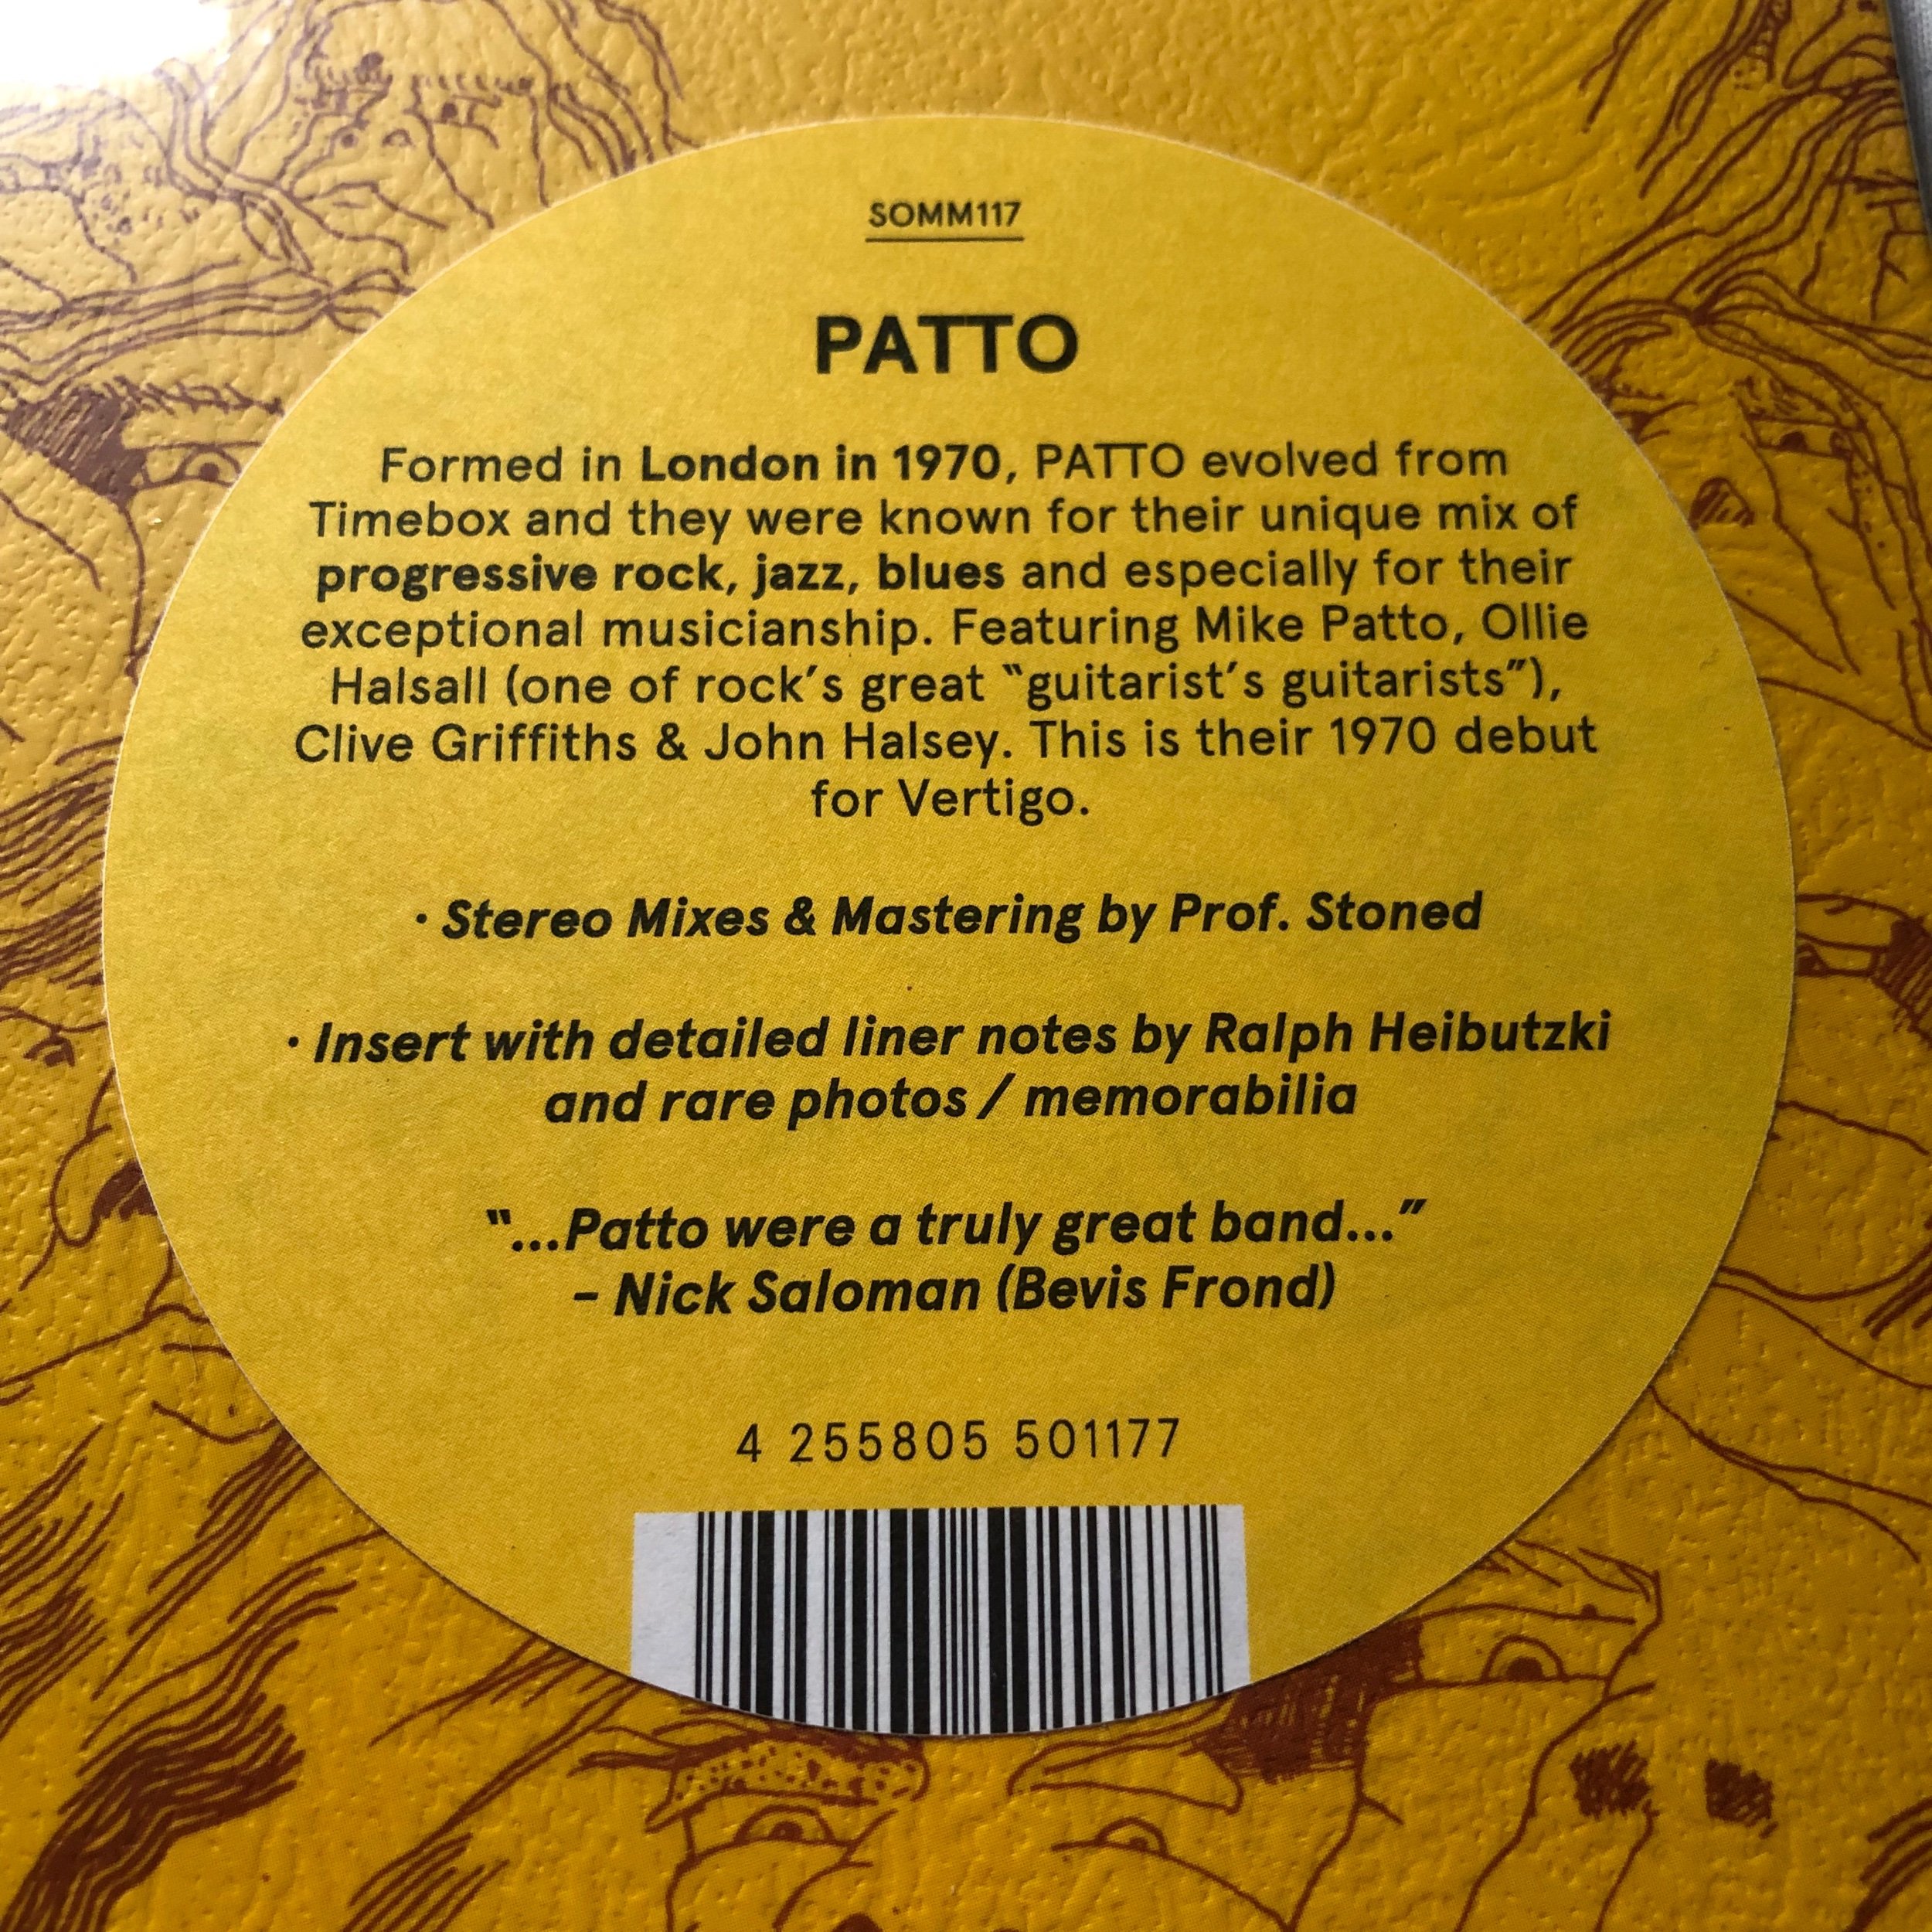 SOMM117
PATTO
Formed in London in 1970, PATTO evolved from
Timebox and they were known for their unique mix of
progressive rock, jazz, blues and especially for their
exceptional musicianship. Featuring Mike Patto, Ollie
Halsall (one of rock's great "guitarist's guitarists"),
Clive Griffiths & John Halsey. This is their 1970 debut
for Vertigo.
· Stereo Mixes & Mastering by Prof. Stoned
· Insert with detailed liner notes by Ralph Heibutzki
and rare photos / memorabilia
"...Patto were a truly great band..."
– Nick Saloman (Bevis Frond)
4 255805 501177